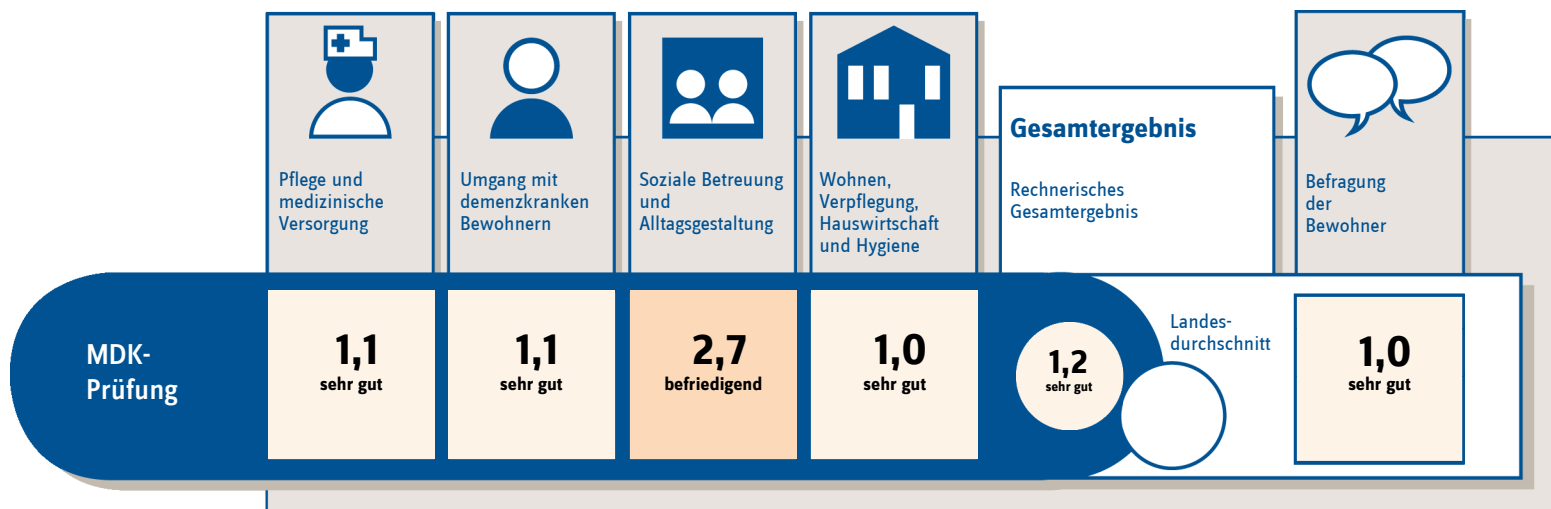 Pflege und
medizinische
Versorgung
Umgang mit
demenzkranken
Bewohnern
Soziale Betreuung
und
Alltagsgestaltung
Wohnen,
Verpflegung,
Hauswirtschaft
und Hygiene
Gesamtergebnis
Rechnerisches
Gesamtergebnis
Befragung
der
Bewohner
MDK-
Prüfung
1,1
sehr gut
1,1
sehr gut
2,7
befriedigend
1,0
sehr gut
1,2
sehr gut
Landes-
durchschnitt
1,0
sehr gut